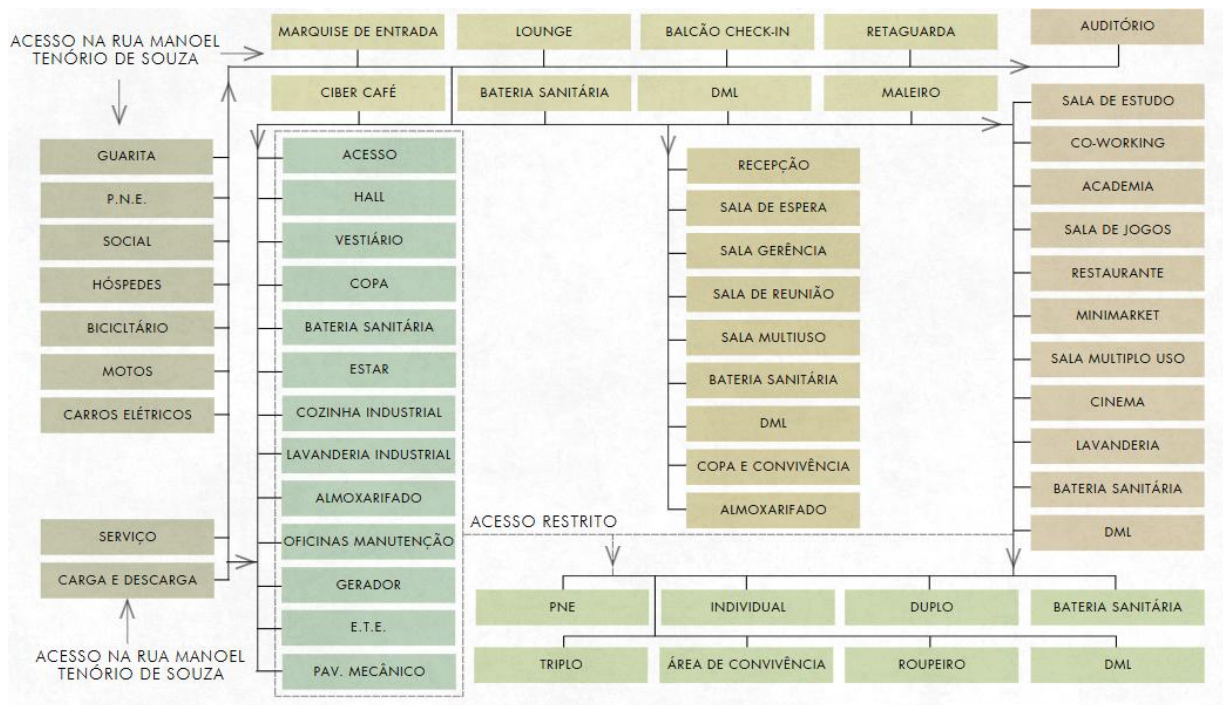 ACESSO NA RUA MANOEL
TENÓRIO DE SOUZA
MARQUISE DE ENTRADA
LOUNGE
BALCÃO CHECK-IN
RETAGUARDA
AUDITÓRIO
CIBER CAFÉ
BATERIA SANITÁRIA
DML
MALEIRO
GUARITA
P.N.E.
SOCIAL
HÓSPEDES
BICICLTÁRIO
MOTOS
CARROS ELÉTRICOS
SERVIÇO
CARGA E DESCARGA
ACESSO NA RUA MANOEL
TENÓRIO DE SOUZA
ACESSO
HALL
VESTIÁRIO
COPA
BATERIA SANITÁRIA
ESTAR
COZINHA INDUSTRIAL
LAVANDERIA INDUSTRIAL
ALMOXARIFADO
OFICINAS MANUTENÇÃO
GERADOR
E.T.E.
PAV. MECÂNICO
RECEPÇÃO
SALA DE ESPERA
SALA GERÊNCIA
SALA DE REUNIÃO
SALA MULTIUSO
BATERIA SANITÁRIA
DML
COPA E CONVIVÊNCIA
ALMOXARIFADO
SALA DE ESTUDO
CO-WORKING
ACADEMIA
SALA DE JOGOS
RESTAURANTE
MINIMARKET
SALA MULTIPLO USO
CINEMA
LAVANDERIA
BATERIA SANITÁRIA
DML
ACESSO RESTRITO
PNE
INDIVIDUAL
DUPLO
BATERIA SANITÁRIA
TRIPLO
ÁREA DE CONVIVÊNCIA
ROUPEIRO
DML